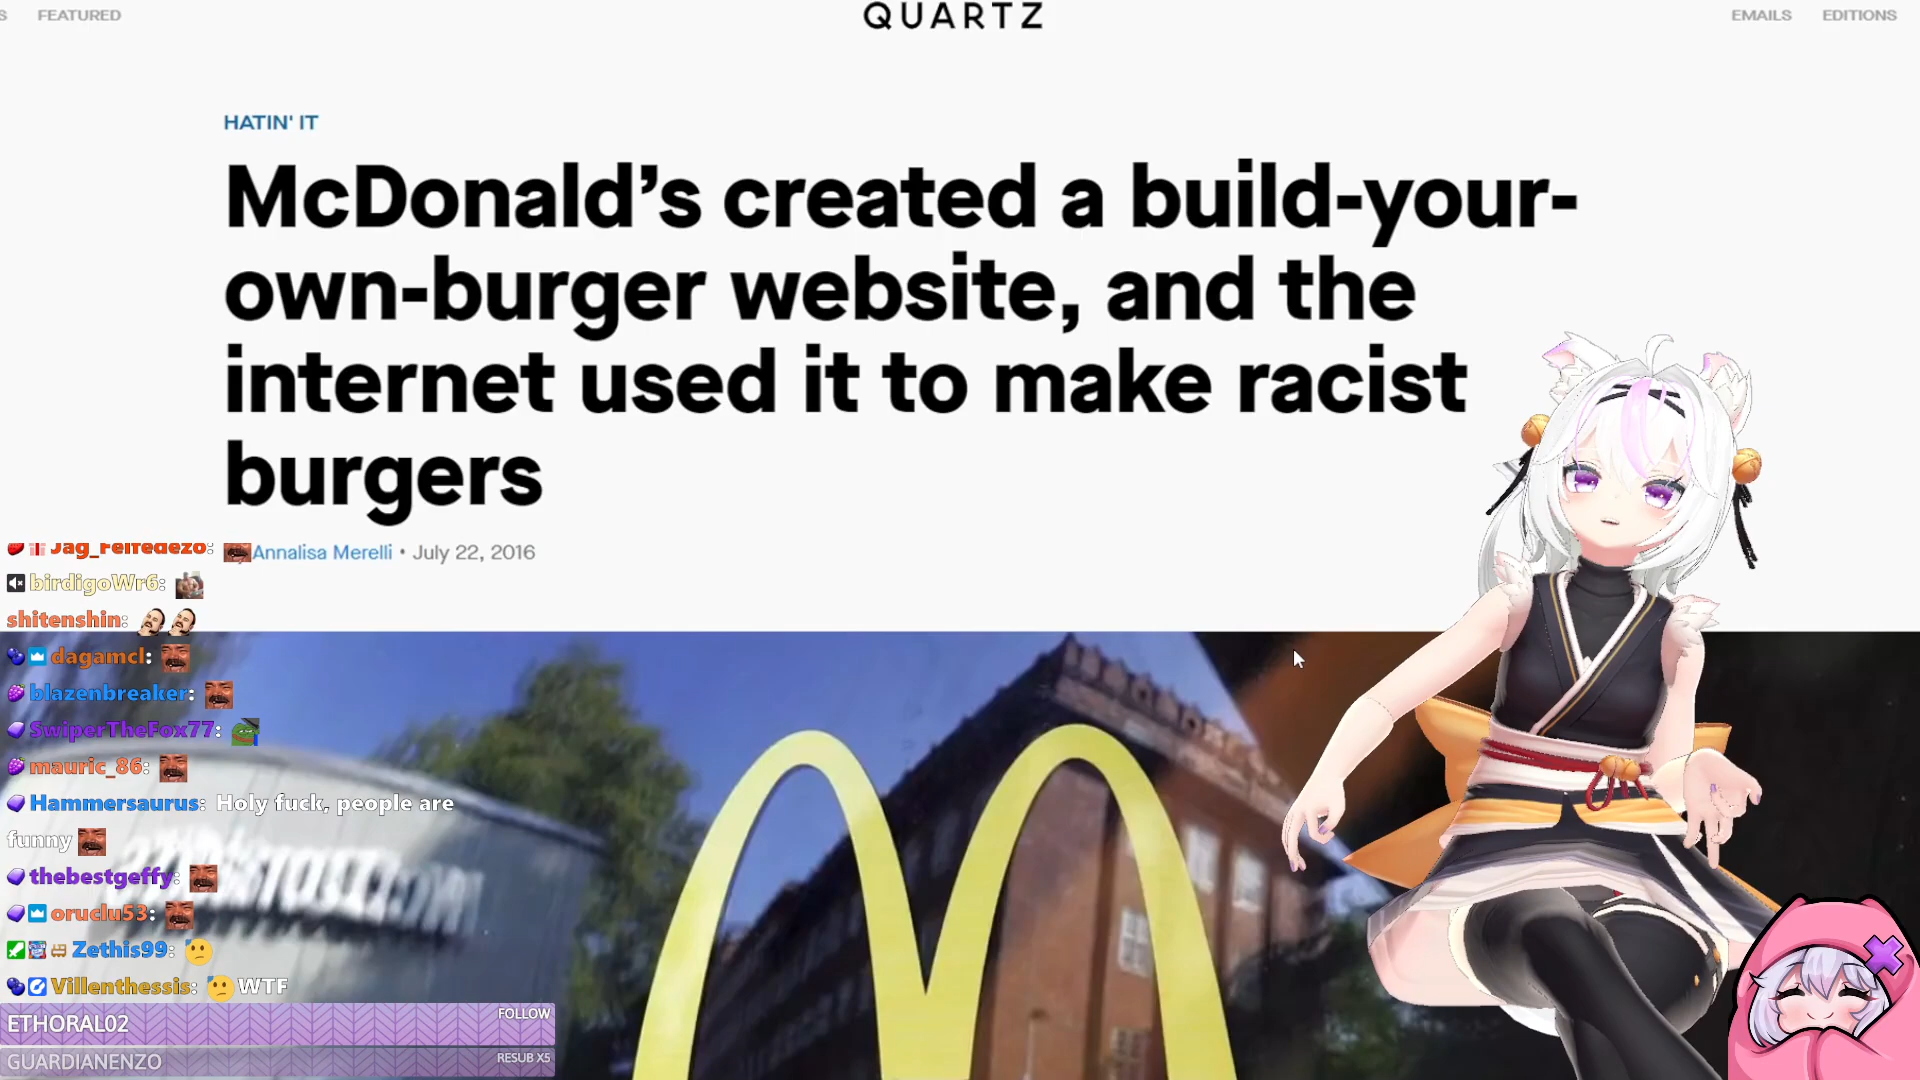 S FEATURED
QUARTZ
EMAILS EDITIONS
HATIN' IT
McDonald’s created a build-your-
own-burger website, and the
internet used it to make racist
burgers
Annalisa Merelli • July 22, 2016
Jag_Felfedezo:
birdigoWr6:
shitenshin:
dagamcl:
blazenbreaker:
SwiperTheFox77:
mauric_86:
Hammersaurus: Holy fuck, people are
funny
thebestgeffy:
oruclu53:
Zethis99:
Villenthessis: WTF
ETHORAL02 FOLLOW
GUARDIANENZO RESUB X5